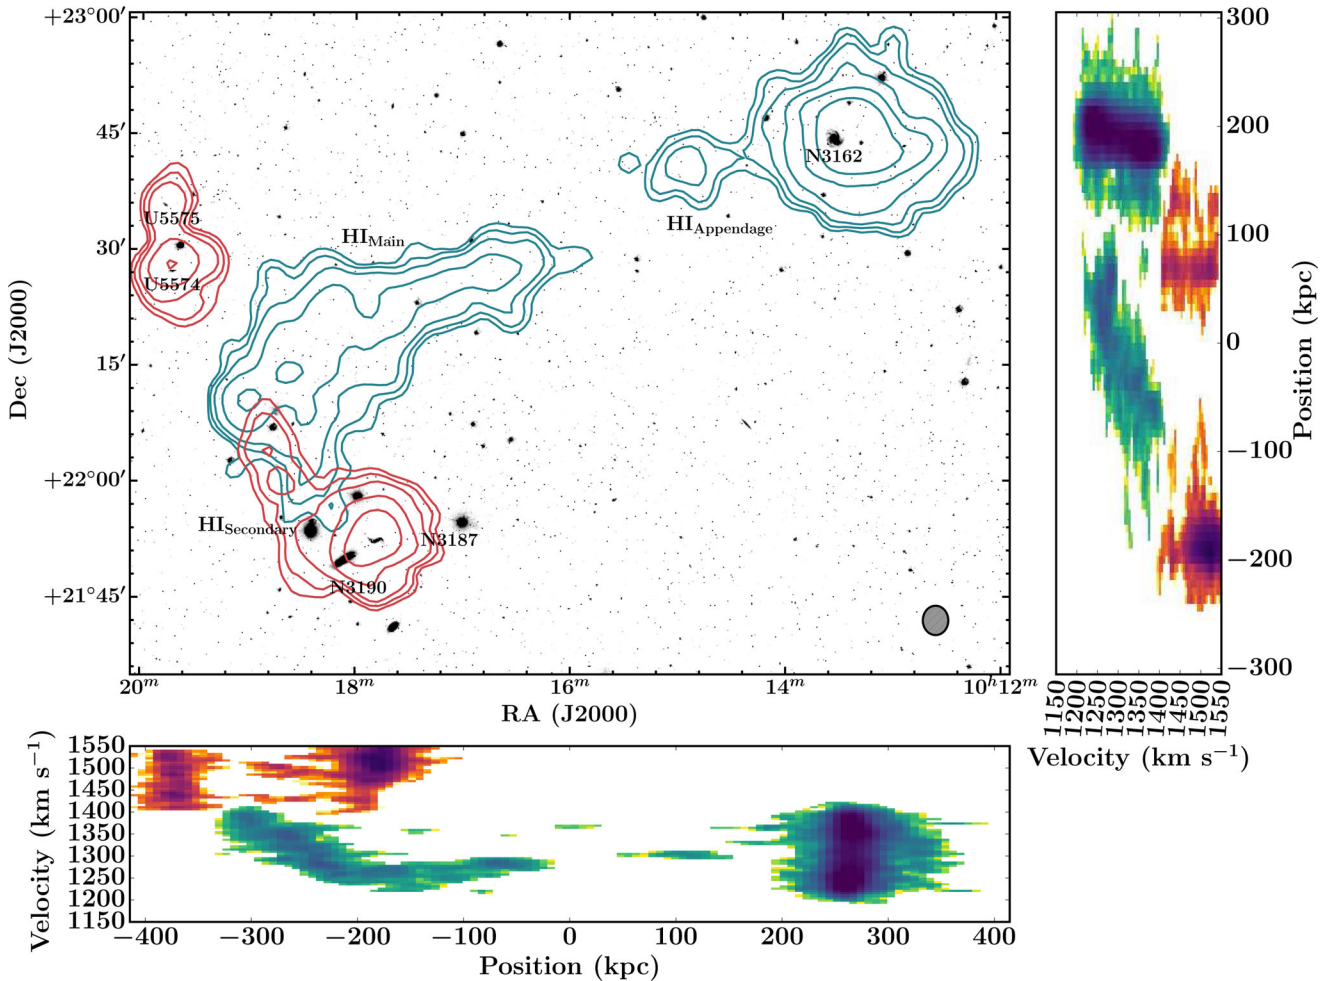 +23°00′
+45′
+30′
+15′
+22°00′
+21°45′
Dec (J2000)
20ᵐ
18ᵐ
16ᵐ
14ᵐ
10ʰ12ᵐ
RA (J2000)
N3162
HI_Appendage
HI_Main
U5575
U5574
HI_Secondary
N3187
N3190
+300
+200
+100
0
−100
−200
−300
Position (kpc)
1150
1200
1250
1300
1350
1400
1450
1500
1550
Velocity (km s⁻¹)
1550
1500
1450
1400
1350
1300
1250
1200
1150
Velocity (km s⁻¹)
−400
−300
−200
−100
0
+100
+200
+300
+400
Position (kpc)